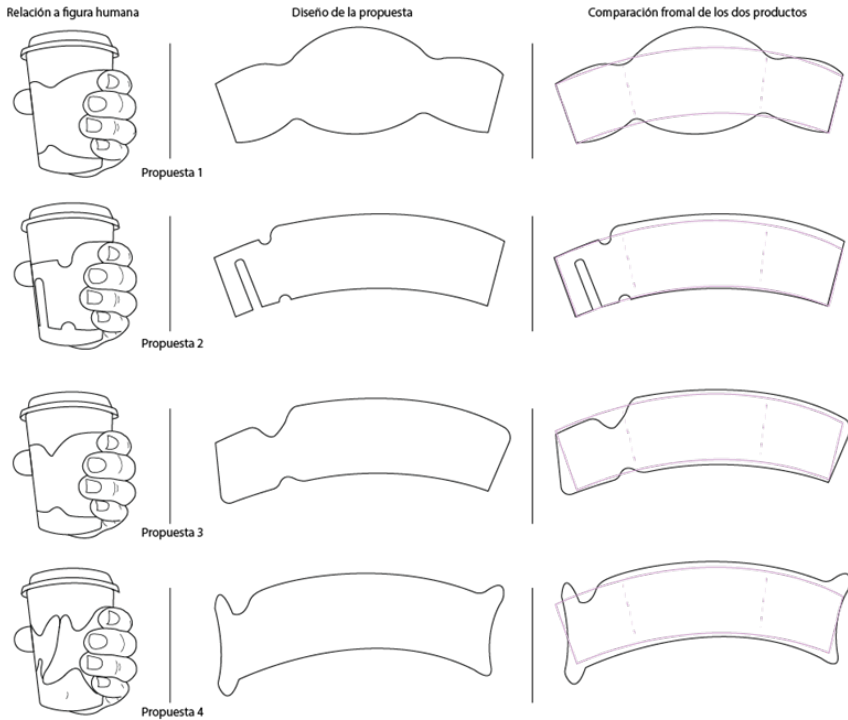 Relación a figura humana
Diseño de la propuesta
Comparación fromal de los dos productos
Propuesta 1
Propuesta 2
Propuesta 3
Propuesta 4